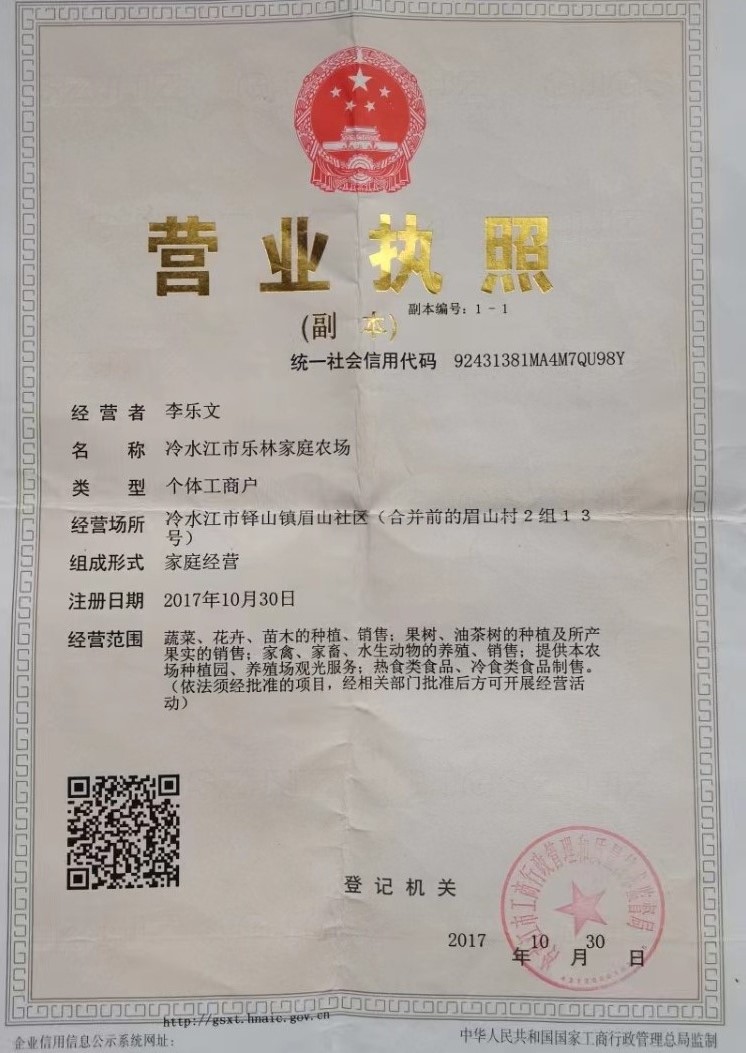 营业执照
副本编号：1-1
(副 本)
统一社会信用代码 92431381MA4M7QU98Y
经营者 李乐文
名称 冷水江市乐林家庭农场
类型 个体工商户
经营场所 冷水江市铎山镇眉山社区（合并前的眉山村2组13
号）
组成形式 家庭经营
注册日期 2017年10月30日
经营范围 蔬菜、花卉、苗木的种植、销售；果树、油茶树的种植及所产
果实的销售；家禽、家畜、水生动物的养殖、销售；提供本农
场种植园、养殖场观光服务；热食类食品、冷食类食品制售。
（依法须经批准的项目，经相关部门批准后方可开展经营活
动）
登记机关
2017年10月30日
http://gsxt.hnaic.gov.cn
企业信用信息公示系统网址：
中华人民共和国国家工商行政管理总局监制